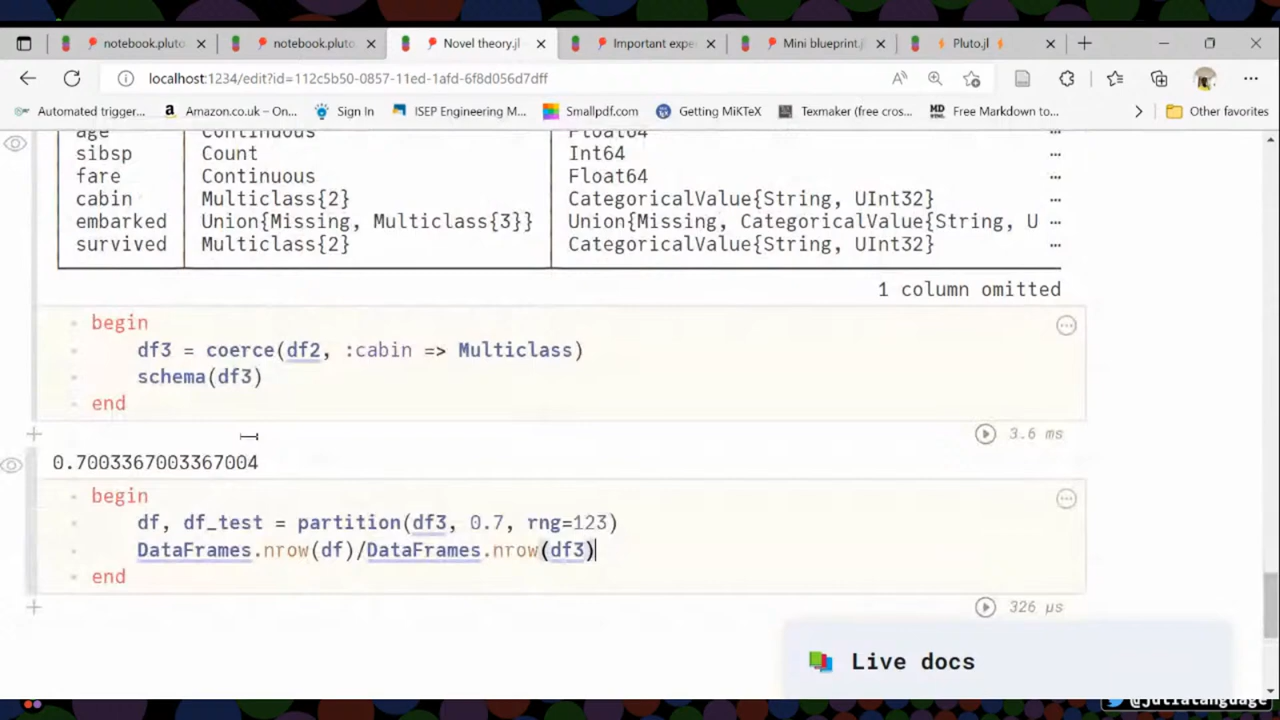 notebook.pluto
notebook.pluto
Novel theory.jl
Important expe
Mini blueprint.jl
Pluto.jl
localhost:1234/edit?id=112c5b50-0857-11ed-1afd-6f8d056d7dff
Automated trigger...
Amazon.co.uk – On...
Sign In
ISEP Engineering M...
Smallpdf.com
Getting MiKTeX
Texmaker (free cros...
Free Markdown to...
Other favorites
age Continuous Float64
sibsp Count Int64 …
fare Continuous Float64 …
cabin Multiclass{2} CategoricalValue{String, UInt32} …
embarked Union{Missing, Multiclass{3}} Union{Missing, CategoricalValue{String, U …
survived Multiclass{2} CategoricalValue{String, UInt32} …
1 column omitted
begin
df3 = coerce(df2, :cabin => Multiclass)
schema(df3)
end
3.6 ms
0.7003367003367004
begin
df, df_test = partition(df3, 0.7, rng=123)
DataFrames.nrow(df)/DataFrames.nrow(df3)
end
326 μs
Live docs
@julialanguage